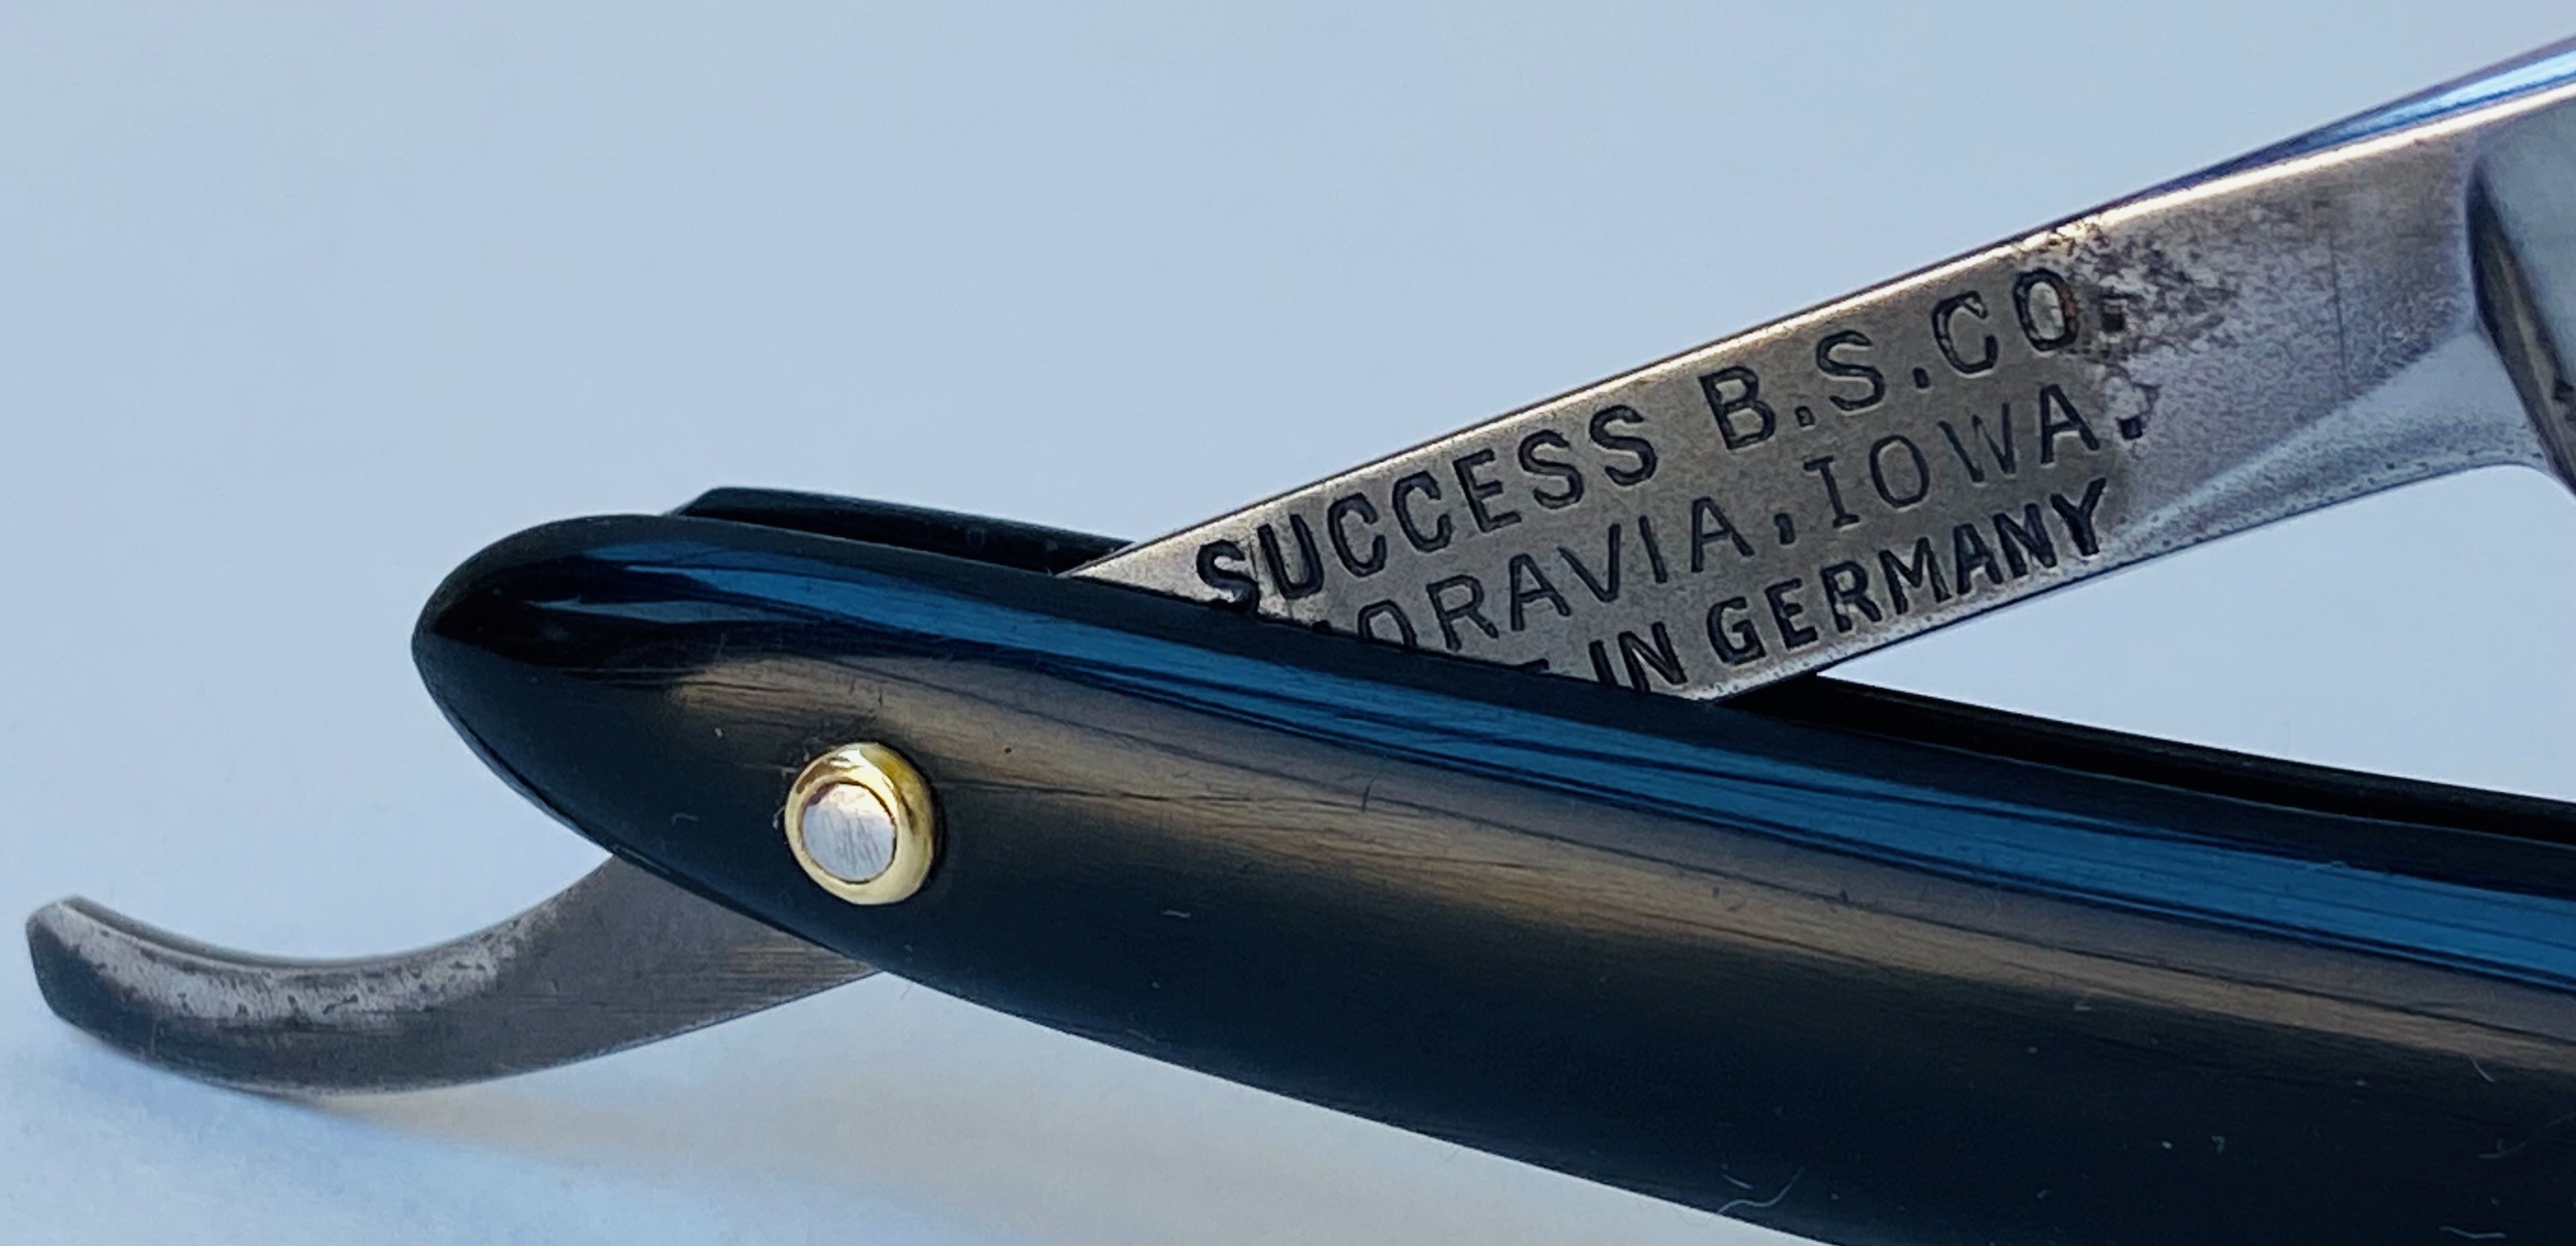 SUCCESS B.S.CO.
ORAVIA, IOWA.
IN GERMANY